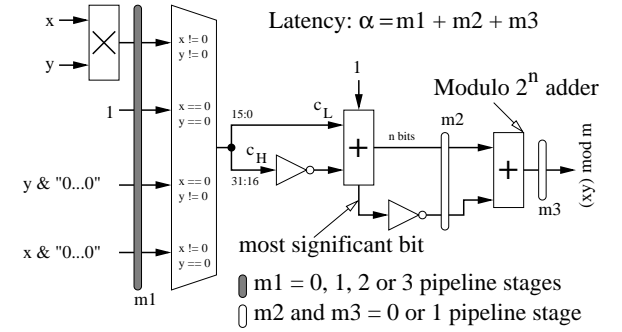 Latency: α = m1 + m2 + m3
x
y
x != 0
y != 0
1
x == 0
y == 0
y & "0...0"
x == 0
y != 0
x & "0...0"
x != 0
y == 0
m1
15:0
c_L
c_H
31:16
1
+
n bits
most significant bit
m2
Modulo 2^n adder
+
m3
(xy) mod m
m1 = 0, 1, 2 or 3 pipeline stages
m2 and m3 = 0 or 1 pipeline stage